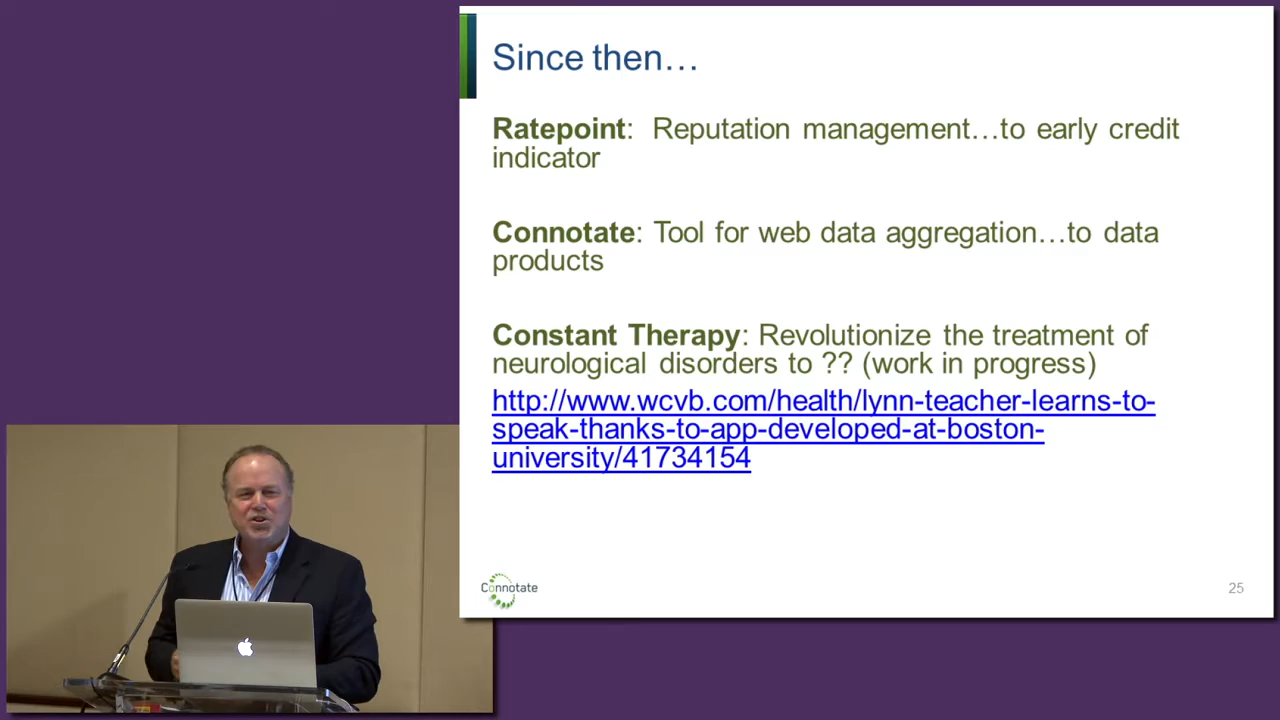 Since then…
Ratepoint: Reputation management…to early credit
indicator
Connotate: Tool for web data aggregation…to data
products
Constant Therapy: Revolutionize the treatment of
neurological disorders to ?? (work in progress)
http://www.wcvb.com/health/lynn-teacher-learns-to-
speak-thanks-to-app-developed-at-boston-
university/41734154
Connotate
25